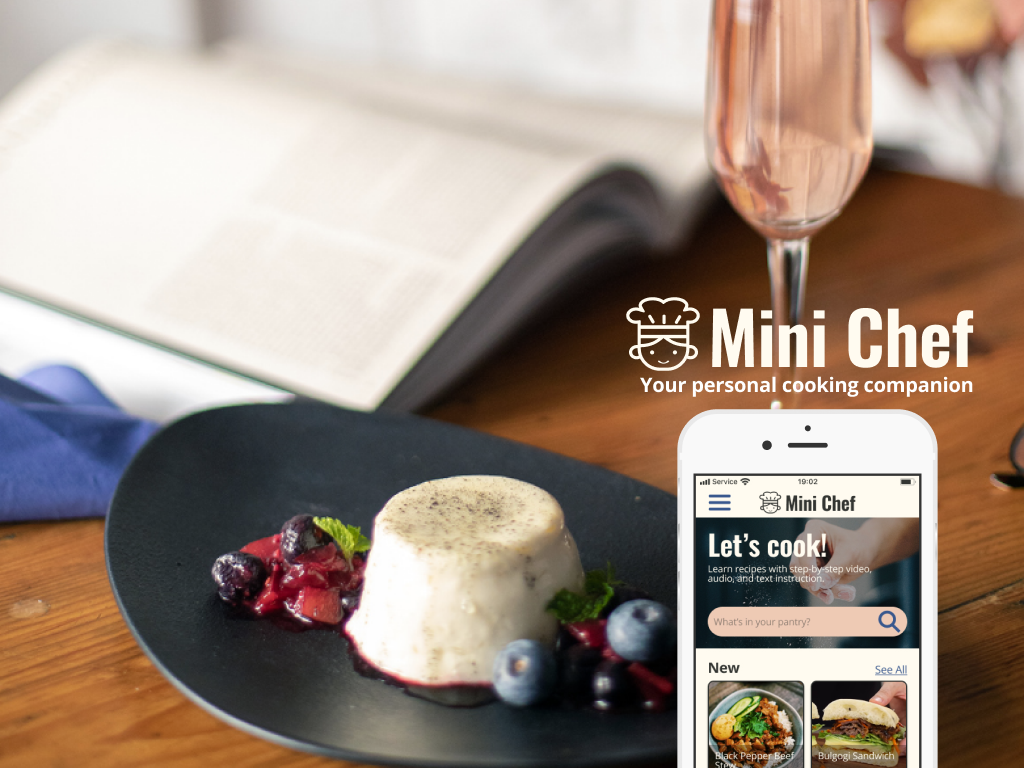 Mini Chef
Your personal cooking companion
Service 19:02
Mini Chef
Let's cook!
Learn recipes with step-by-step video,
audio, and text instruction.
What's in your pantry?
New See All
Black Pepper Beef
Stew
Bulgogi Sandwich